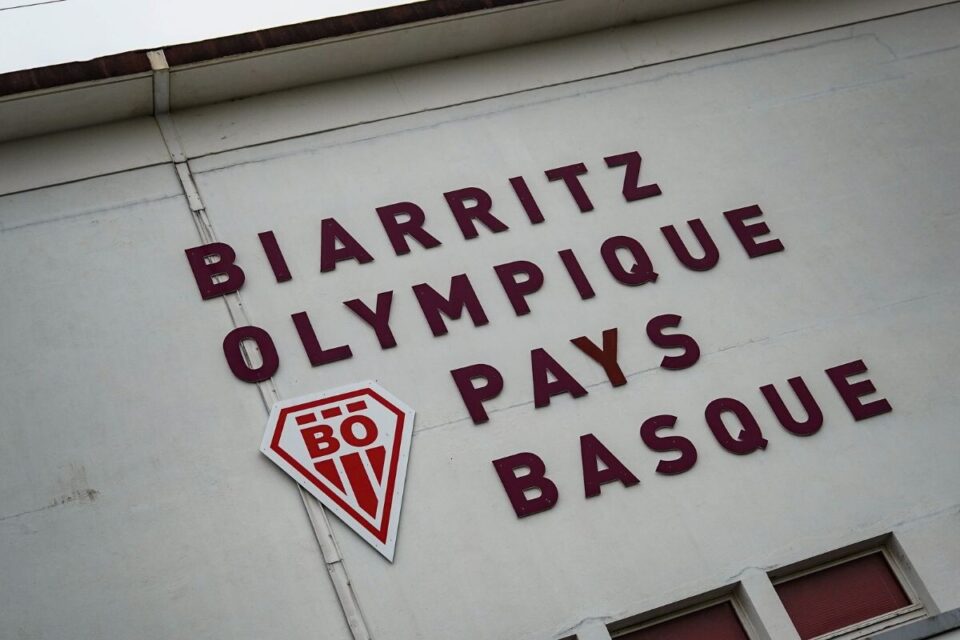 BIARRITZ
OLYMPIQUE
PAYS
BASQUE
BO